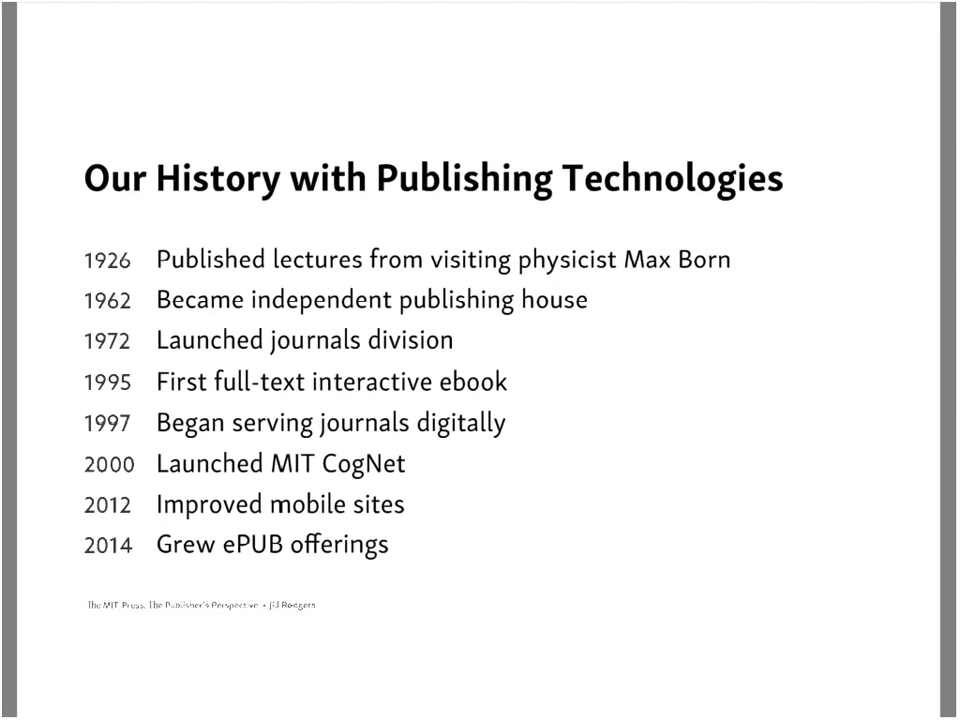 Our History with Publishing Technologies
1926 Published lectures from visiting physicist Max Born
1962 Became independent publishing house
1972 Launched journals division
1995 First full-text interactive ebook
1997 Began serving journals digitally
2000 Launched MIT CogNet
2012 Improved mobile sites
2014 Grew ePUB offerings
The MIT Press: The Publisher's Perspective • Jill Rodgers